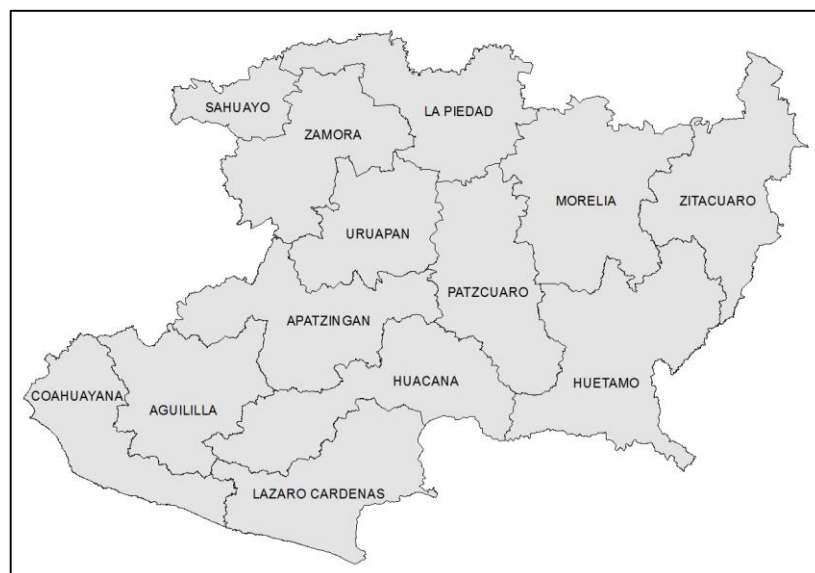 LA PIEDAD
SAHUAYO
ZAMORA
MORELIA
ZITACUARO
URUAPAN
PATZCUARO
APATZINGAN
HUACANA
HUETAMO
COAHUAYANA
AGUILILLA
LAZARO CARDENAS